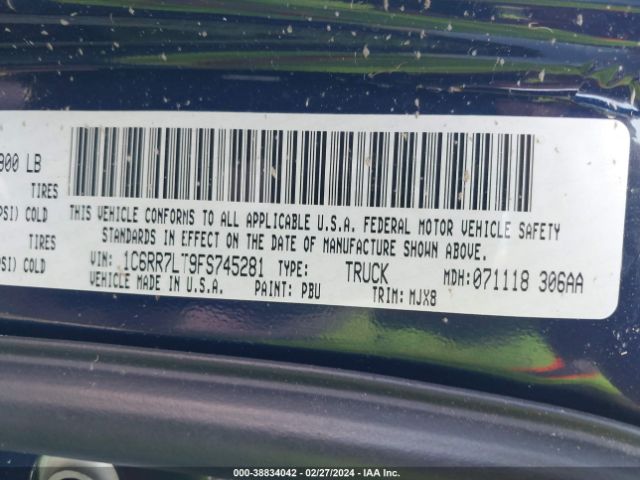 800 LB
TIRES
PSI) COLD
TIRES
PSI) COLD
THIS VEHICLE CONFORMS TO ALL APPLICABLE U.S.A. FEDERAL MOTOR VEHICLE SAFETY
STANDARDS IN EFFECT ON THE DATE OF MANUFACTURE SHOWN ABOVE.
VIN: 1C6RR7LT9FS745281 TYPE: TRUCK MDH: 071118 306AA
VEHICLE MADE IN U.S.A. PAINT: PBU TRIM: MJX8
000-38834042 / 02/27/2024 - IAA Inc.